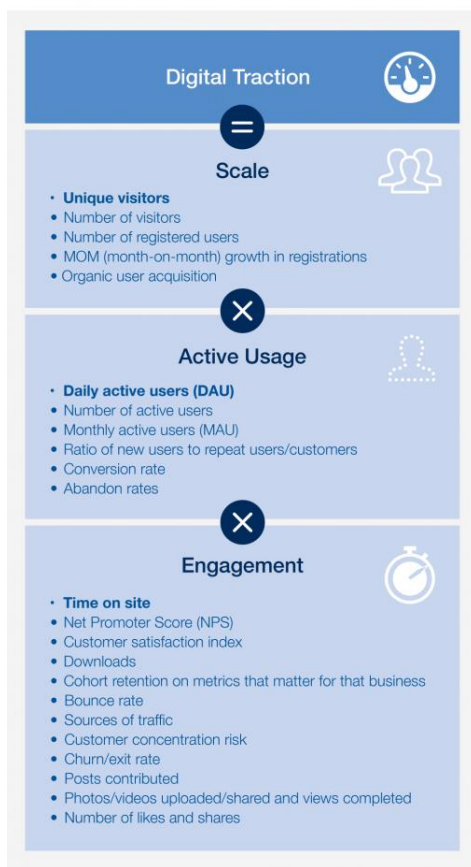 Digital Traction
=
Scale
• Unique visitors
• Number of visitors
• Number of registered users
• MOM (month-on-month) growth in registrations
• Organic user acquisition
×
Active Usage
• Daily active users (DAU)
• Number of active users
• Monthly active users (MAU)
• Ratio of new users to repeat users/customers
• Conversion rate
• Abandon rates
×
Engagement
• Time on site
• Net Promoter Score (NPS)
• Customer satisfaction index
• Downloads
• Cohort retention on metrics that matter for that business
• Bounce rate
• Sources of traffic
• Customer concentration risk
• Churn/exit rate
• Posts contributed
• Photos/videos uploaded/shared and views completed
• Number of likes and shares